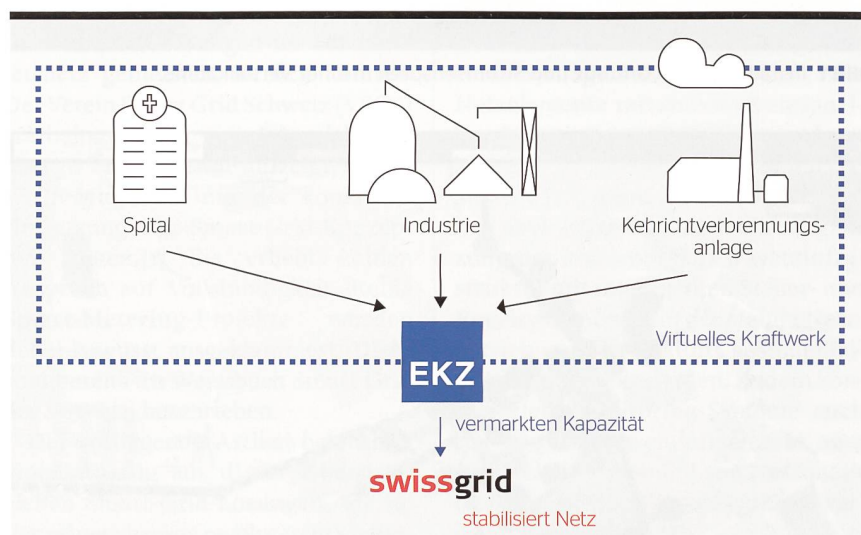 Spital
Industrie
Kehrichtverbrennungs-
anlage
Virtuelles Kraftwerk
EKZ
vermarkten Kapazität
swissgrid
stabilisiert Netz